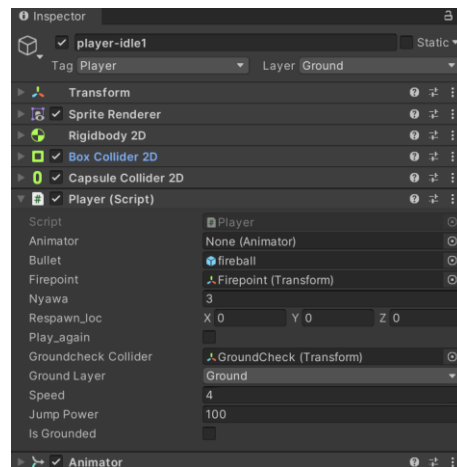 Inspector
player-idle1 Static
Tag Player Layer Ground
Transform
Sprite Renderer
Rigidbody 2D
Box Collider 2D
Capsule Collider 2D
# Player (Script)
Script # Player
Animator None (Animator)
Bullet fireball
Firepoint Firepoint (Transform)
Nyawa 3
Respawn_loc X 0 Y 0 Z 0
Play_again
Groundcheck Collider GroundCheck (Transform)
Ground Layer Ground
Speed 4
Jump Power 100
Is Grounded
Animator